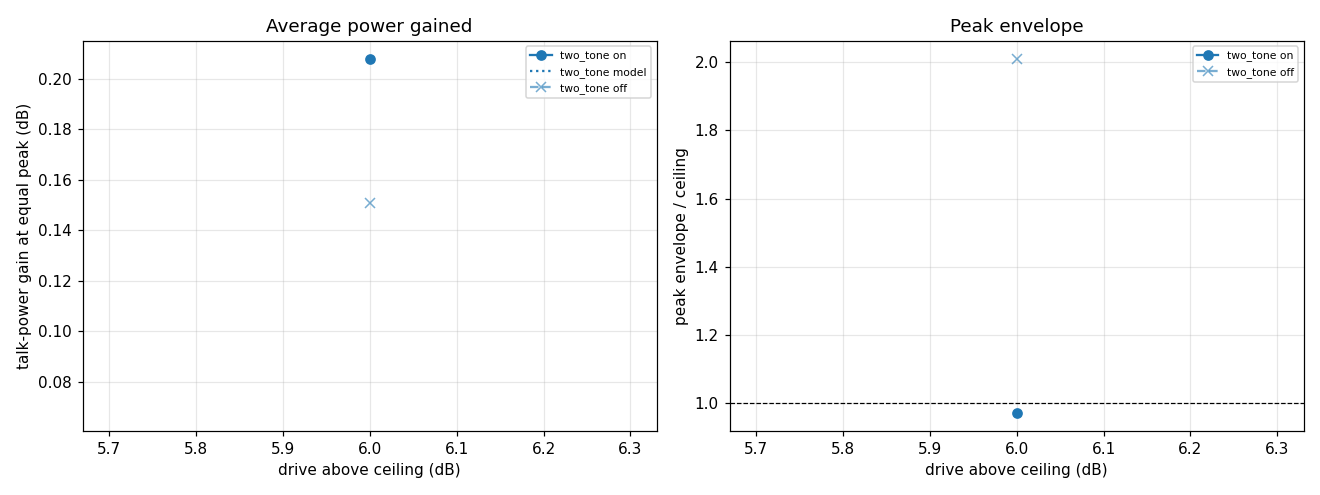 Average power gained
talk-power gain at equal peak (dB)
0.20
0.18
0.16
0.14
0.12
0.10
0.08
two_tone on
two_tone model
two_tone off
5.7 5.8 5.9 6.0 6.1 6.2 6.3
drive above ceiling (dB)
Peak envelope
peak envelope / ceiling
2.0
1.8
1.6
1.4
1.2
1.0
two_tone on
two_tone off
5.7 5.8 5.9 6.0 6.1 6.2 6.3
drive above ceiling (dB)